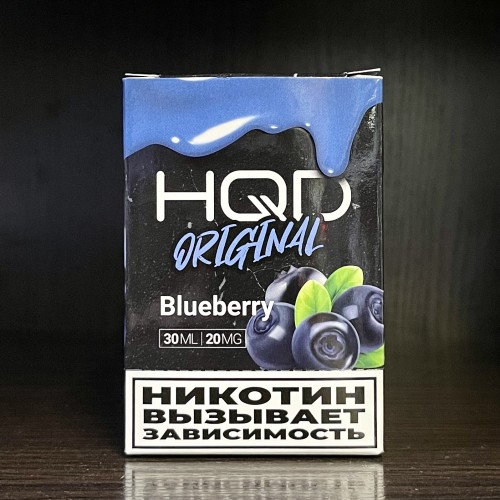 HQD
ORIGINAL
Blueberry
30ML | 20MG
НИКОТИН
ВЫЗЫВАЕТ
ЗАВИСИМОСТЬ